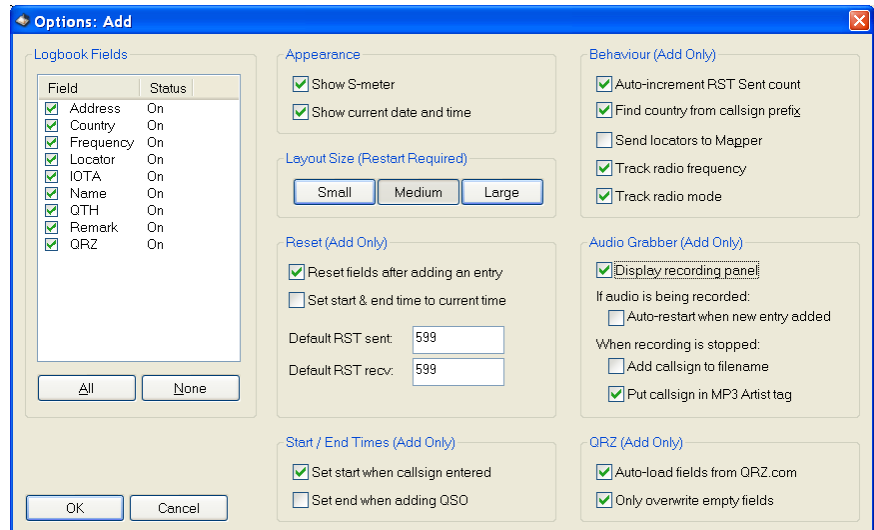 Options: Add
Logbook Fields
Field Status
Address On
Country On
Frequency On
Locator On
IOTA On
Name On
QTH On
Remark On
QRZ On
All None
OK Cancel
Appearance
Show S-meter
Show current date and time
Layout Size (Restart Required)
Small Medium Large
Reset (Add Only)
Reset fields after adding an entry
Set start & end time to current time
Default RST sent: 599
Default RST recv: 599
Start / End Times (Add Only)
Set start when callsign entered
Set end when adding QSO
Behaviour (Add Only)
Auto-increment RST Sent count
Find country from callsign prefix
Send locators to Mapper
Track radio frequency
Track radio mode
Audio Grabber (Add Only)
Display recording panel
If audio is being recorded:
Auto-restart when new entry added
When recording is stopped:
Add callsign to filename
Put callsign in MP3 Artist tag
QRZ (Add Only)
Auto-load fields from QRZ.com
Only overwrite empty fields